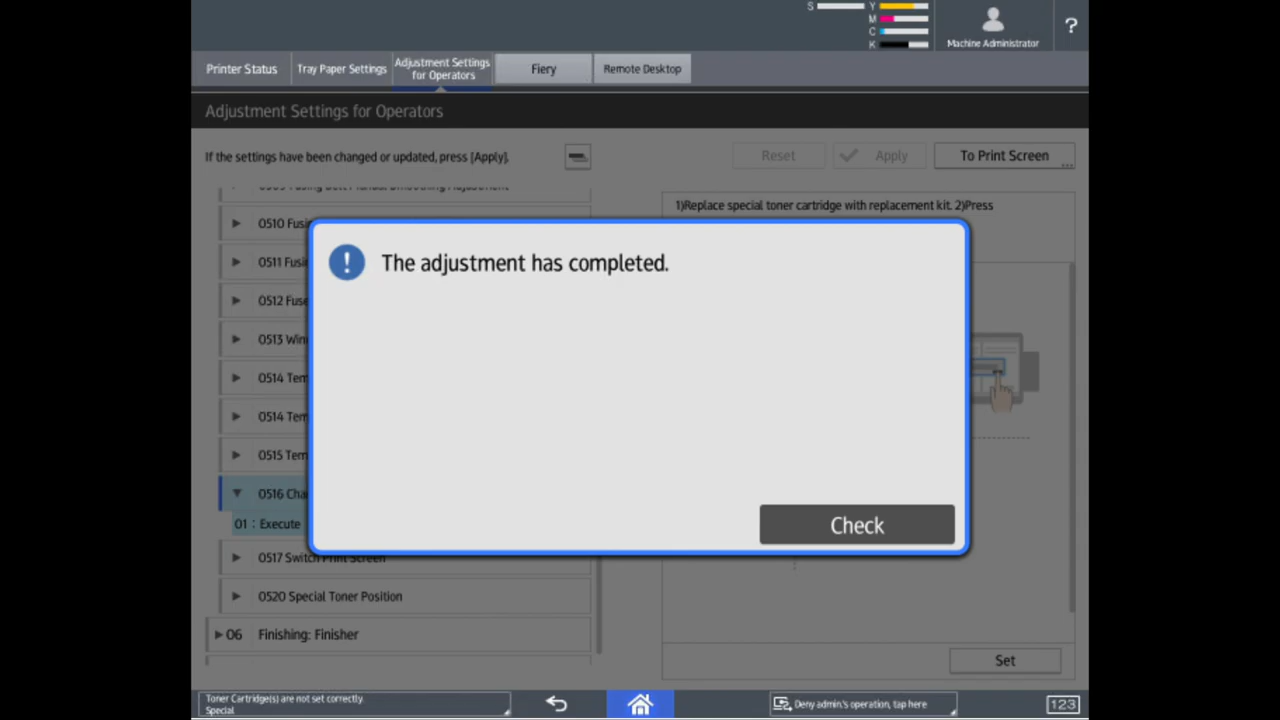 S Y
M
C
K
Machine Administrator
?
Printer Status
Tray Paper Settings
Adjustment Settings
for Operators
Fiery
Remote Desktop
Adjustment Settings for Operators
If the settings have been changed or updated, press [Apply].
Reset
Apply
To Print Screen
...
1)Replace special toner cartridge with replacement kit. 2)Press
0510 Fusi
0511 Fusi
0512 Fuse
0513 Win
0514 Tem
0514 Tem
0515 Tem
0516 Cha
01 : Execute
0517 Switch Print Screen
0520 Special Toner Position
06 Finishing: Finisher
! The adjustment has completed.
Check
Set
Toner Cartridge(s) are not set correctly.
Special
Deny admin.'s operation, tap here
123